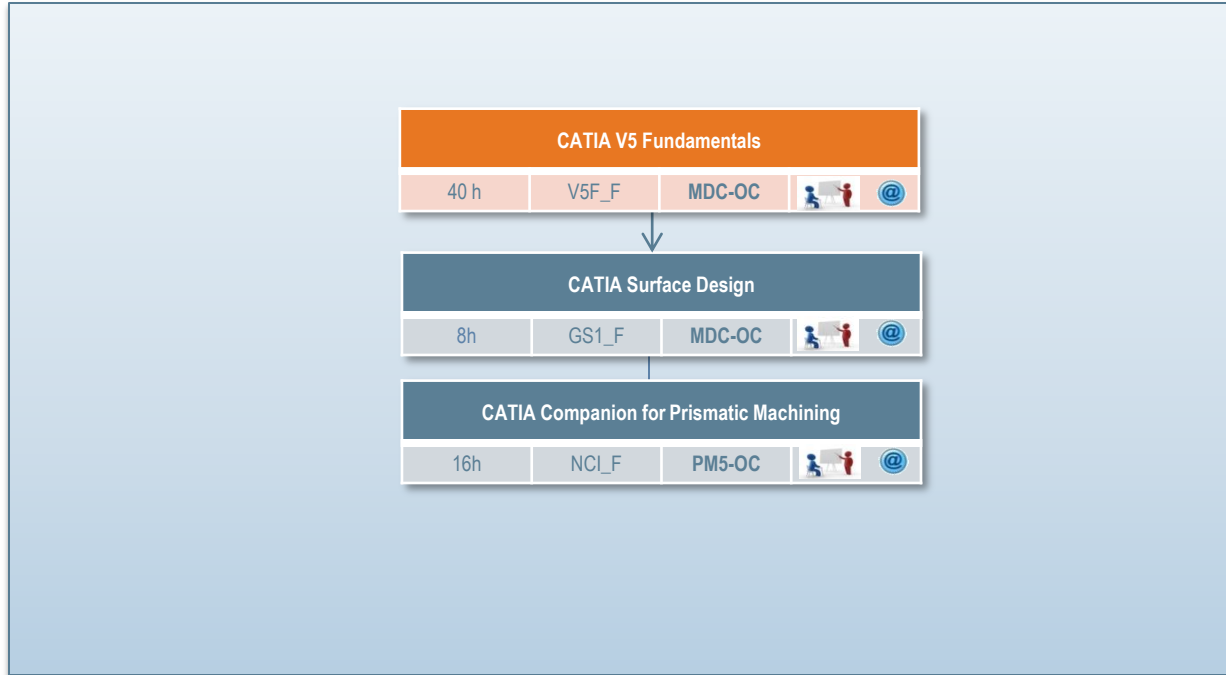 CATIA V5 Fundamentals
40 h V5F_F MDC-OC @
CATIA Surface Design
8h GS1_F MDC-OC @
CATIA Companion for Prismatic Machining
16h NCI_F PM5-OC @